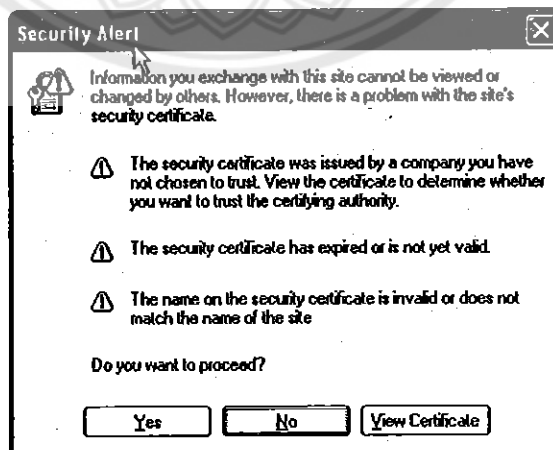 Security Alert
Information you exchange with this site cannot be viewed or
changed by others. However, there is a problem with the site's
security certificate.
The security certificate was issued by a company you have
not chosen to trust. View the certificate to determine whether
you want to trust the certifying authority.
The security certificate has expired or is not yet valid.
The name on the security certificate is invalid or does not
match the name of the site
Do you want to proceed?
Yes No View Certificate